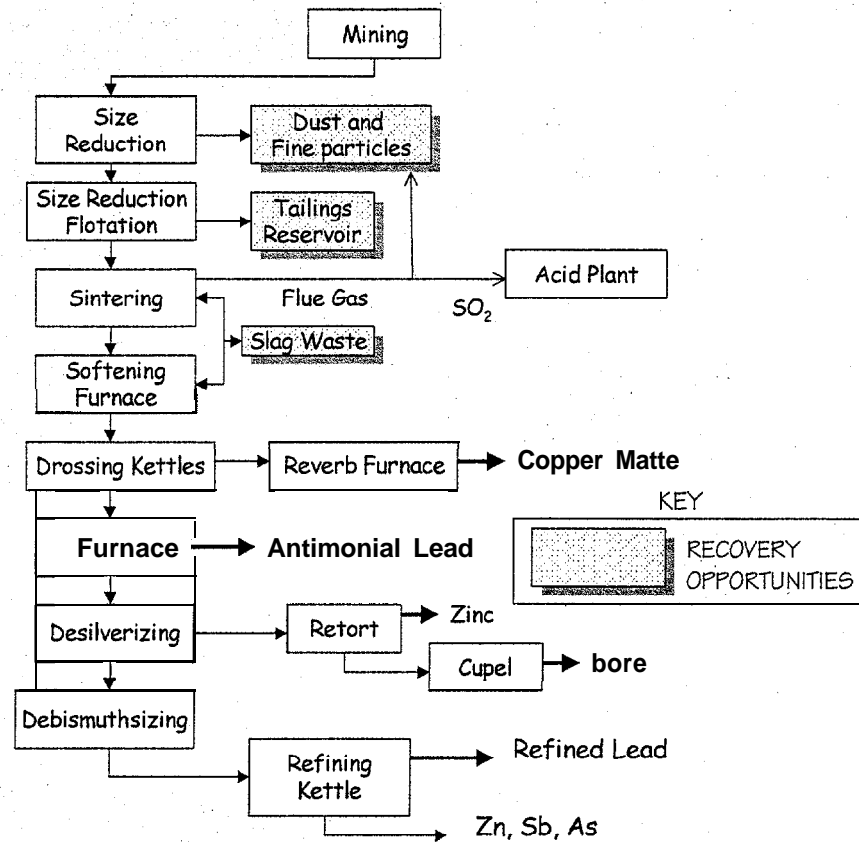 Mining
Size
Reduction
Dust and
Fine particles
Size Reduction
Flotation
Tailings
Reservoir
Sintering
Flue Gas
SO₂
Acid Plant
Slag Waste
Softening
Furnace
Drossing Kettles
Reverb Furnace
Copper Matte
KEY
RECOVERY
OPPORTUNITIES
Furnace
Antimonial Lead
Desilverizing
Retort
Zinc
Cupel
bore
Debismuthsizing
Refining
Kettle
Refined Lead
Zn, Sb, As